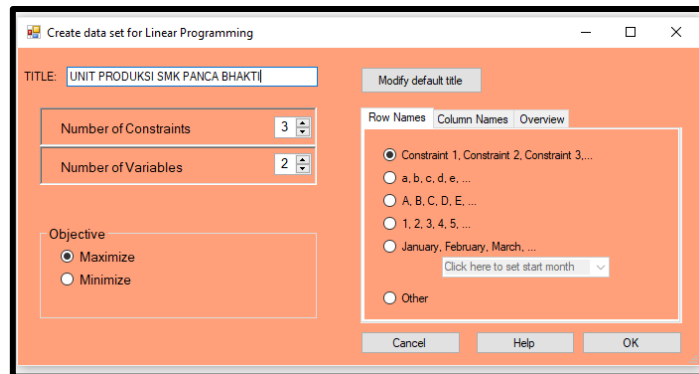 Create data set for Linear Programming
TITLE: UNIT PRODUKSI SMK PANCA BHAKTI
Modify default title
Number of Constraints 3
Number of Variables 2
Objective
Maximize
Minimize
Row Names Column Names Overview
Constraint 1, Constraint 2, Constraint 3,...
a, b, c, d, e, ...
A, B, C, D, E, ...
1, 2, 3, 4, 5, ...
January, February, March, ...
Click here to set start month
Other
Cancel Help OK